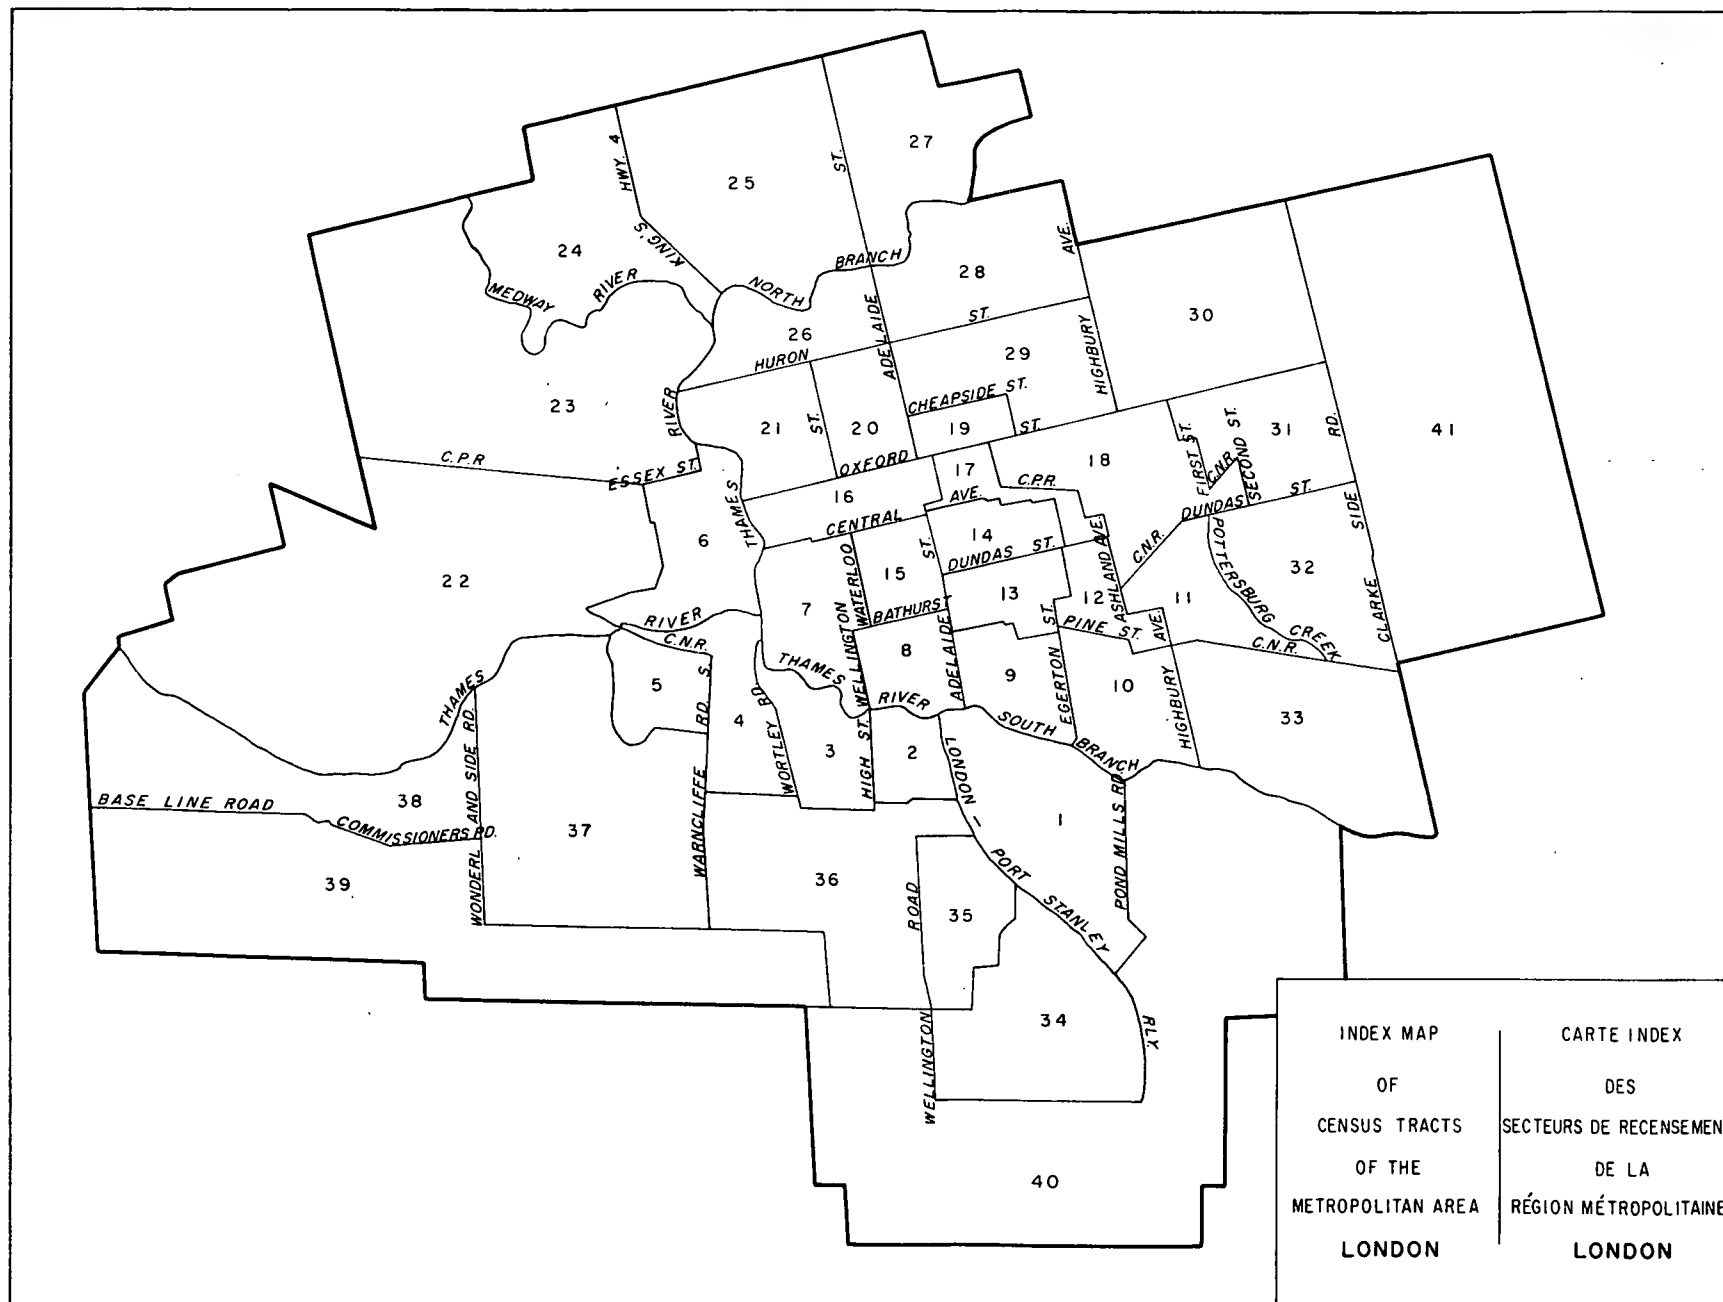 27
HWY. 4
25
ST.
24
KING'S
AVE.
BRANCH
MEDWAY
RIVER
NORTH
28
ST.
30
26
ADELAIDE
HURON
29
HIGHBURY
23
CHEAPSIDE ST.
RIVER
21
ST.
20
19
ST.
FIRST ST.
SECOND ST.
31
RD.
41
C.P.R
ESSEX ST.
OXFORD
17
C.P.R.
18
C.N.R.
16
AVE.
DUNDAS
ST.
THAMES
CENTRAL
14
ASHLAND AVE.
C.N.R.
SIDE
6
ST.
DUNDAS ST.
POTTERSBURG
CREEK
22
15
32
WATERLOO
13
12
11
CLARKE
7
BATHURST
ST.
PINE ST.
AVE.
RIVER
C.N.R.
WELLINGTON
8
ADELAIDE
C.N.R.
THAMES
RIVER
9
EGERTON
10
5
RD. S.
WORTLEY RD.
4
THAMES
3
HIGH ST.
2
SOUTH
BRANCH
HIGHBURY
33
LONDON –
PORT
STANLEY
RLY.
WONDERLAND SIDE RD.
38
BASE LINE ROAD
COMMISSIONERS RD.
37
WARNCLIFFE
1
POND MILLS RD.
39
36
ROAD
35
34
WELLINGTON
40
INDEX MAP
OF
CENSUS TRACTS
OF THE
METROPOLITAN AREA
LONDON
CARTE INDEX
DES
SECTEURS DE RECENSEMEN
DE LA
RÉGION MÉTROPOLITAINE
LONDON